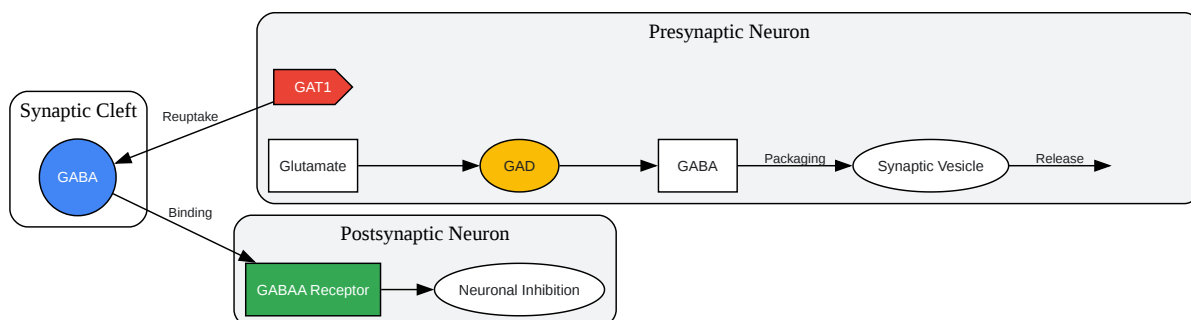 Presynaptic Neuron
GAT1
Synaptic Cleft
Reuptake
GABA
Glutamate
GAD
GABA
Packaging
Synaptic Vesicle
Release
Binding
Postsynaptic Neuron
GABAA Receptor
Neuronal Inhibition